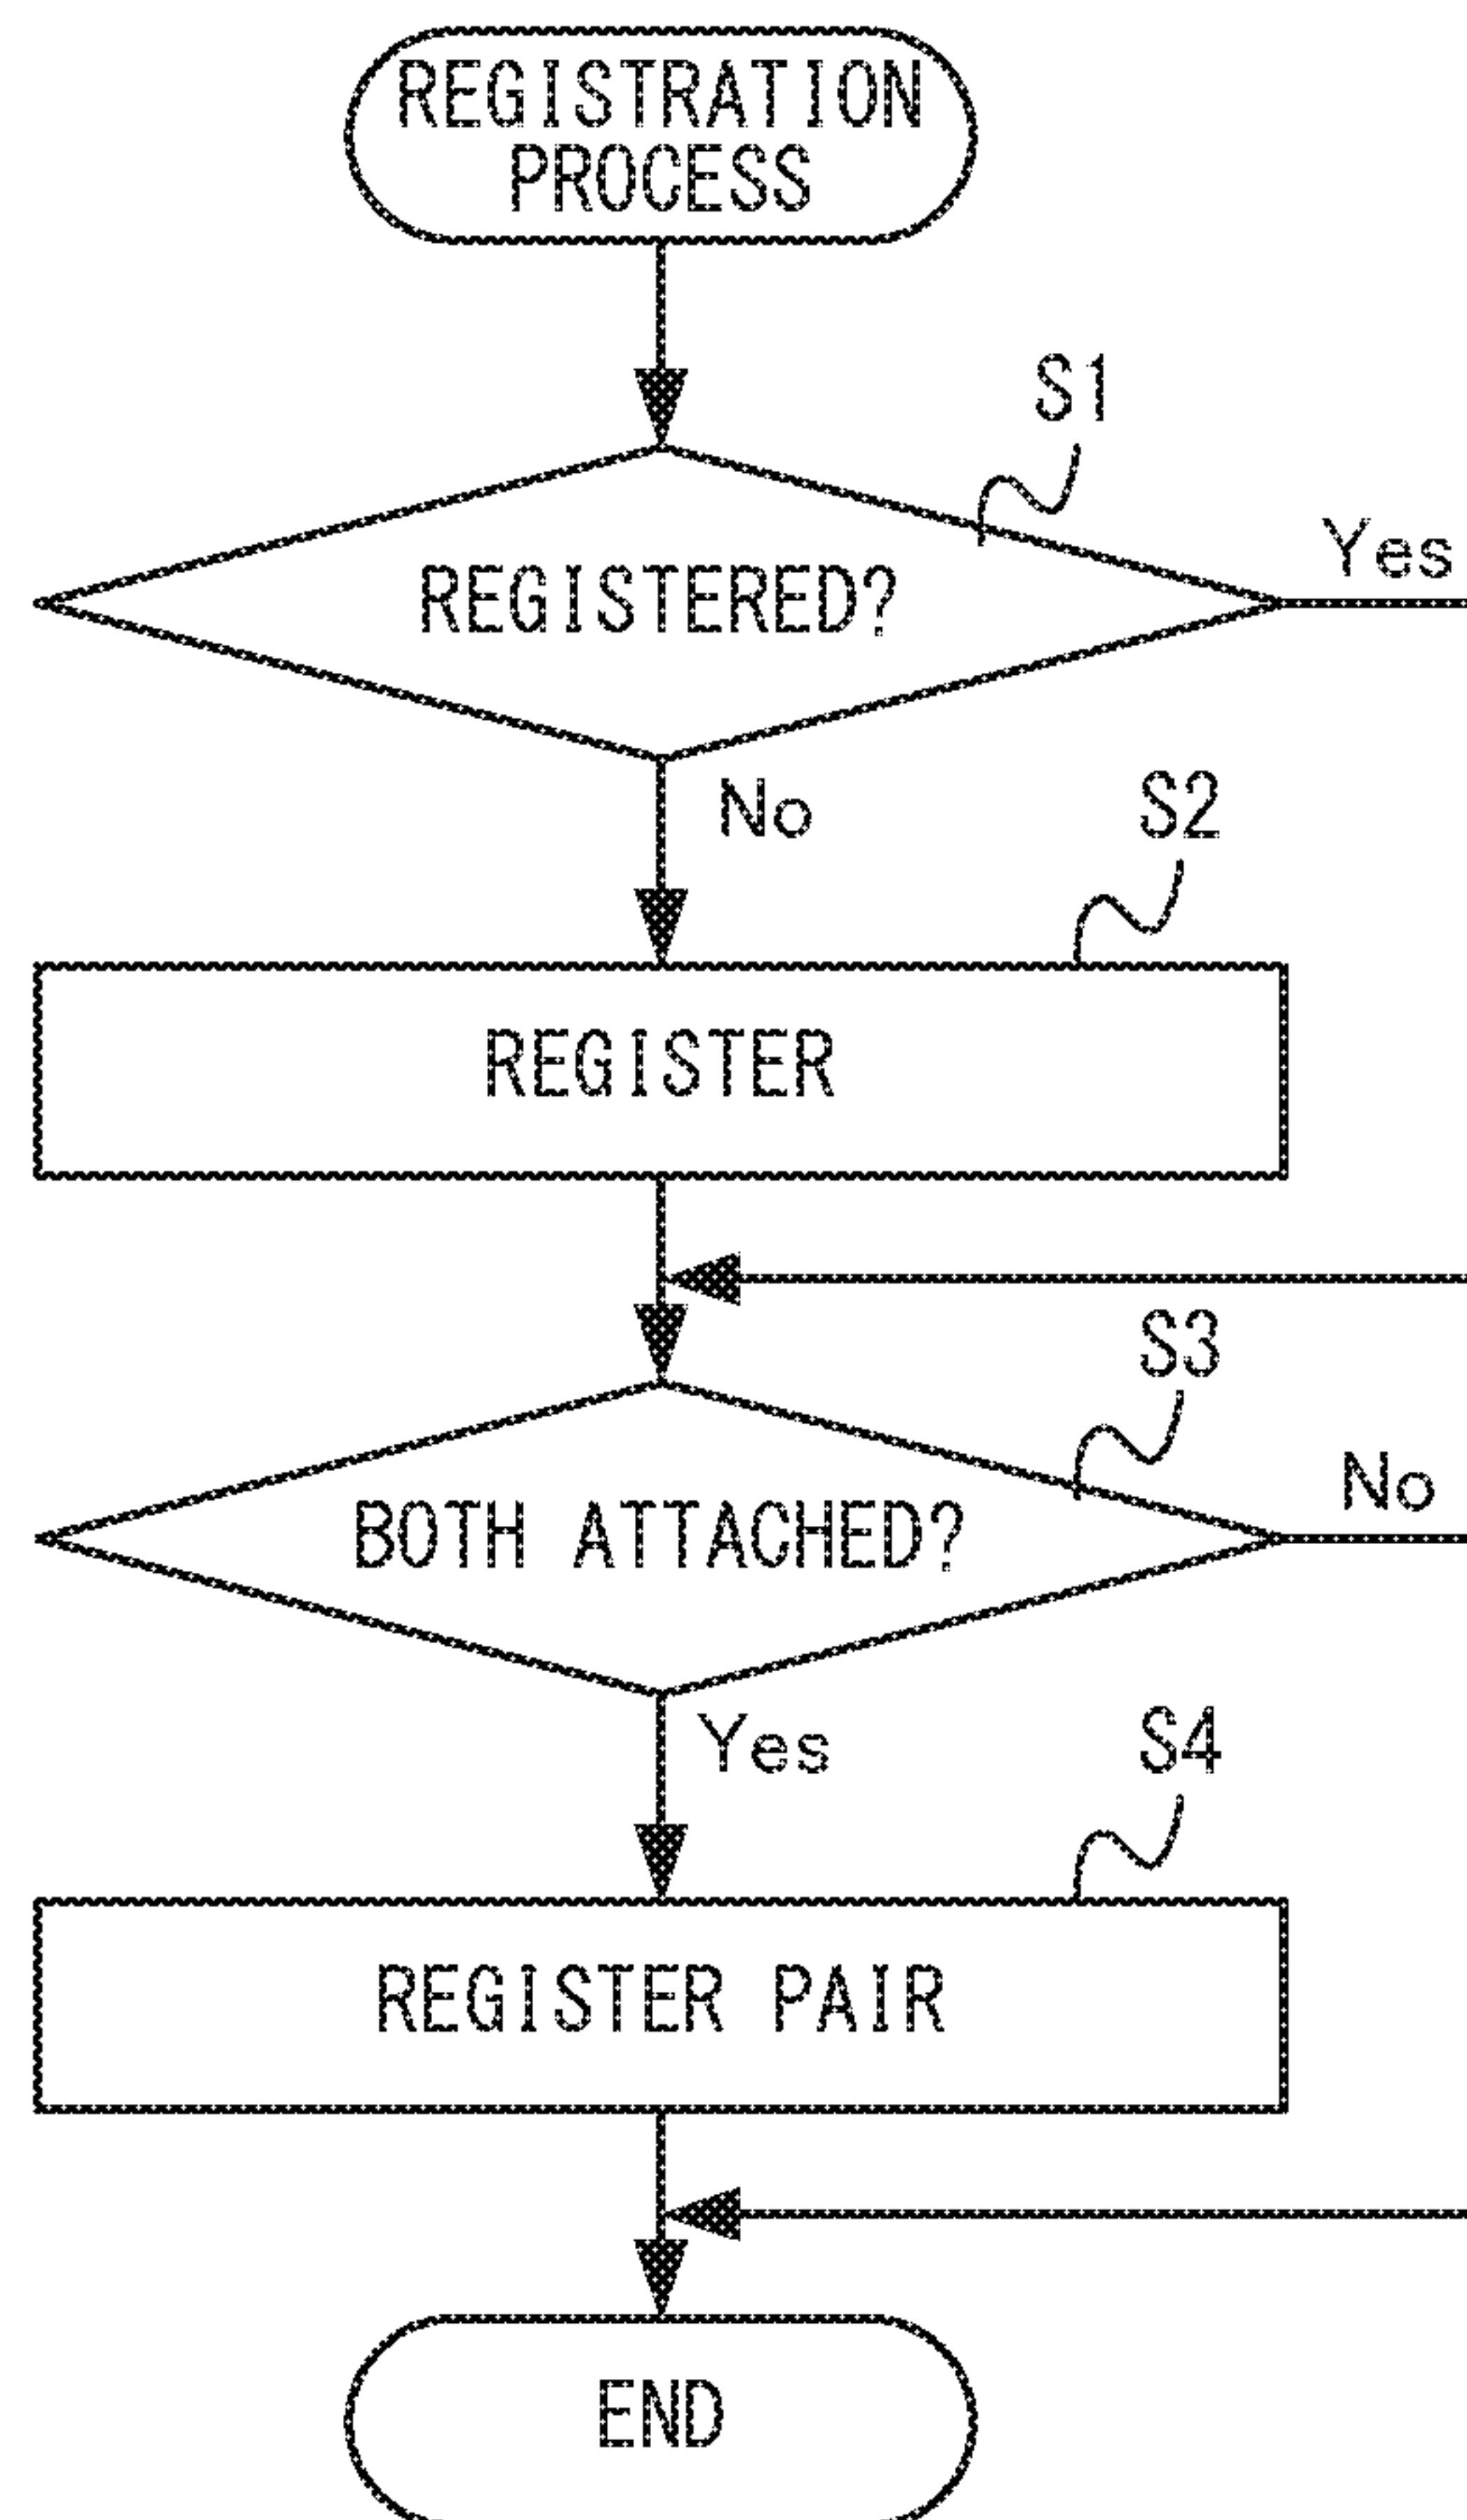 REGISTRATION
PROCESS
S1
REGISTERED?
Yes
No
S2
REGISTER
S3
BOTH ATTACHED?
No
Yes
S4
REGISTER PAIR
END